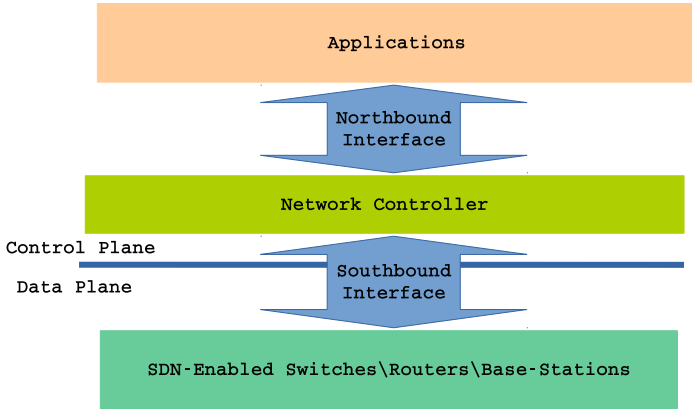 Applications
Northbound
Interface
Network Controller
Control Plane
Southbound
Interface
Data Plane
SDN-Enabled Switches\Routers\Base-Stations